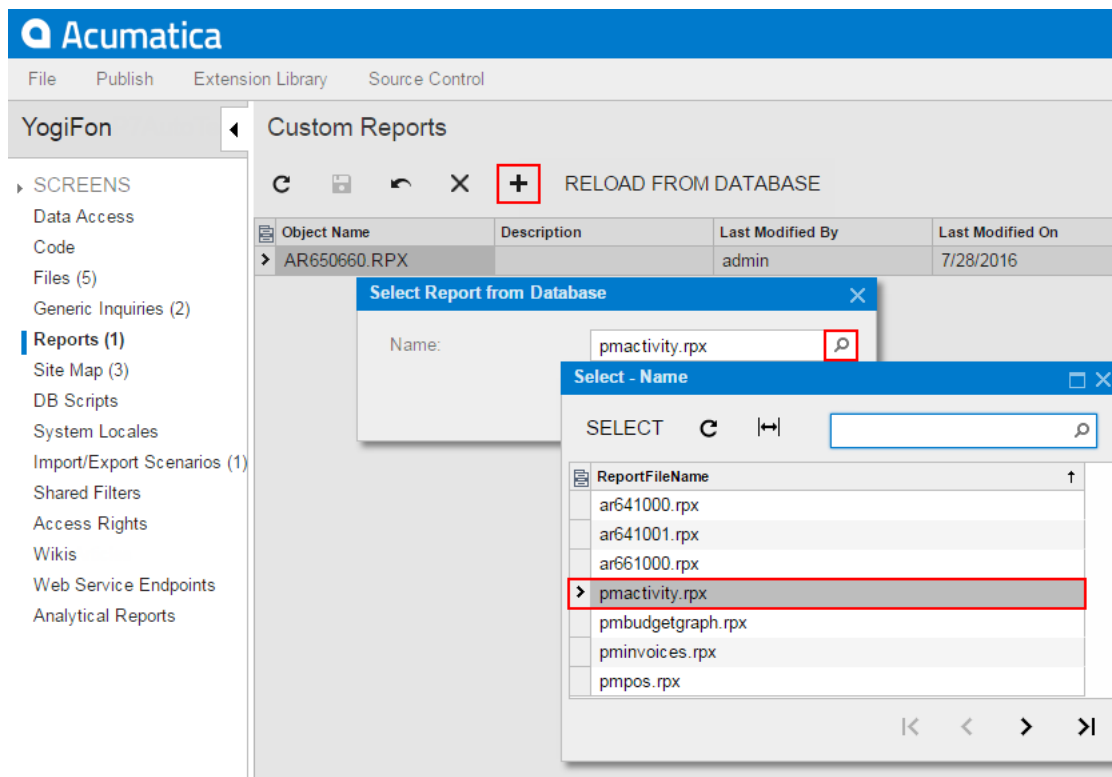 Acumatica
File Publish Extension Library Source Control
YogiFon
Custom Reports
SCREENS
Data Access
Code
Files (5)
Generic Inquiries (2)
Reports (1)
Site Map (3)
DB Scripts
System Locales
Import/Export Scenarios (1)
Shared Filters
Access Rights
Wikis
Web Service Endpoints
Analytical Reports
RELOAD FROM DATABASE
Object Name Description Last Modified By Last Modified On
AR650660.RPX admin 7/28/2016
Select Report from Database
Name: pmactivity.rpx
Select - Name
SELECT
ReportFileName
ar641000.rpx
ar641001.rpx
ar661000.rpx
pmactivity.rpx
pmbudgetgraph.rpx
pminvoices.rpx
pmpos.rpx